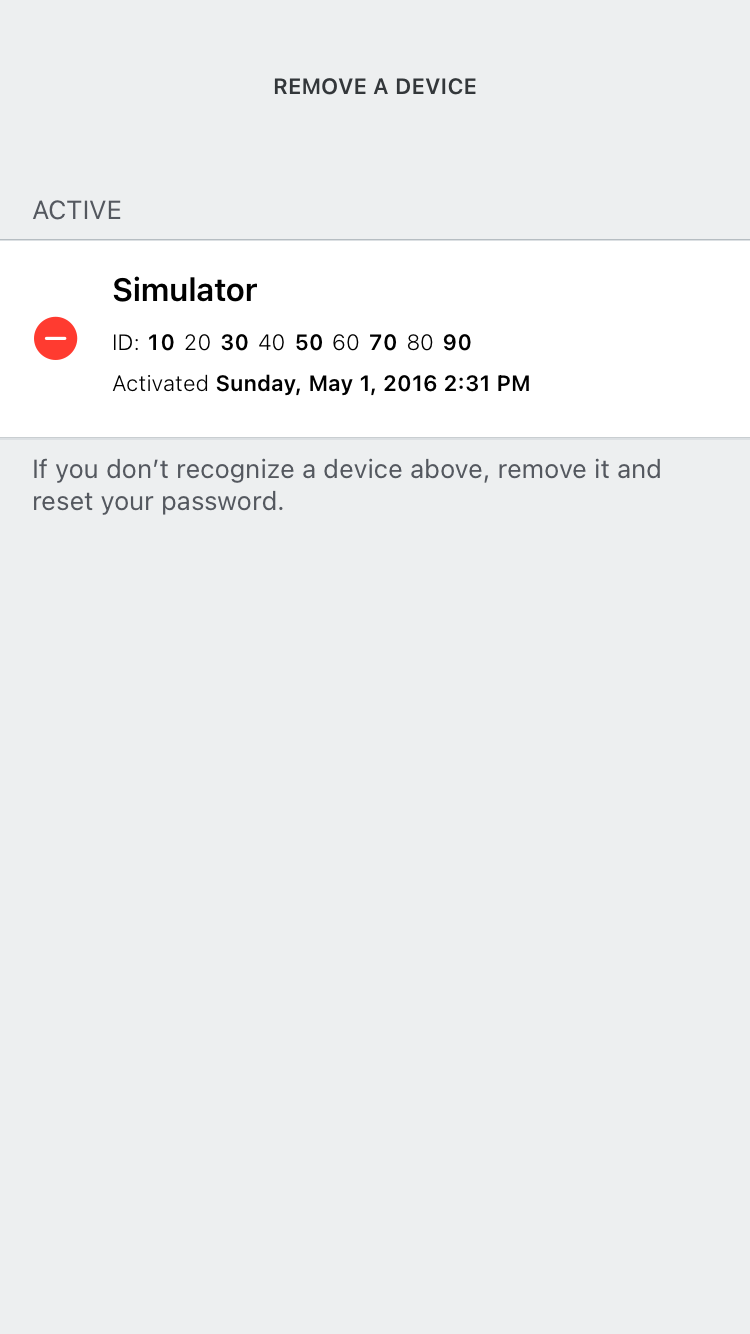 REMOVE A DEVICE
ACTIVE
Simulator
ID: 10 20 30 40 50 60 70 80 90
Activated Sunday, May 1, 2016 2:31 PM
If you don’t recognize a device above, remove it and
reset your password.